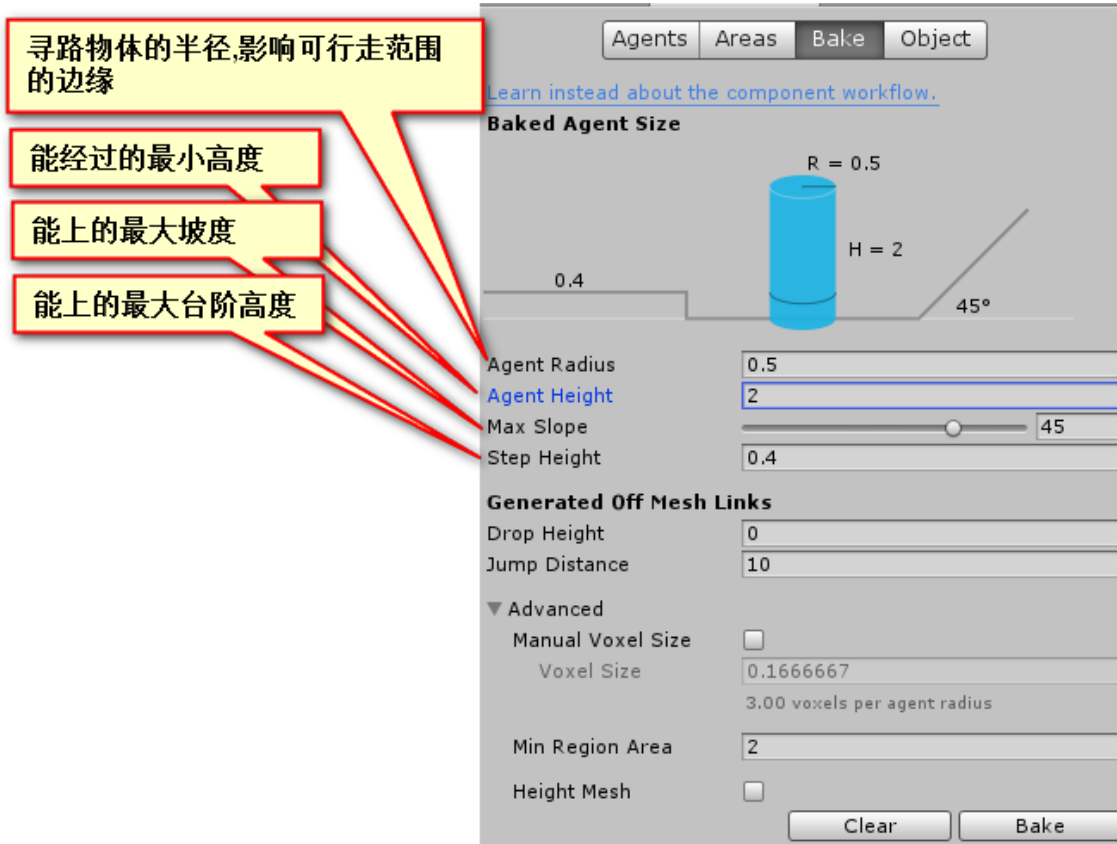 寻路物体的半径,影响可行走范围
的边缘
能经过的最小高度
能上的最大坡度
能上的最大台阶高度
Agents Areas Bake Object
Learn instead about the component workflow.
Baked Agent Size
R = 0.5
H = 2
0.4
45°
Agent Radius 0.5
Agent Height 2
Max Slope 45
Step Height 0.4
Generated Off Mesh Links
Drop Height 0
Jump Distance 10
Advanced
Manual Voxel Size
Voxel Size 0.1666667
3.00 voxels per agent radius
Min Region Area 2
Height Mesh
Clear Bake